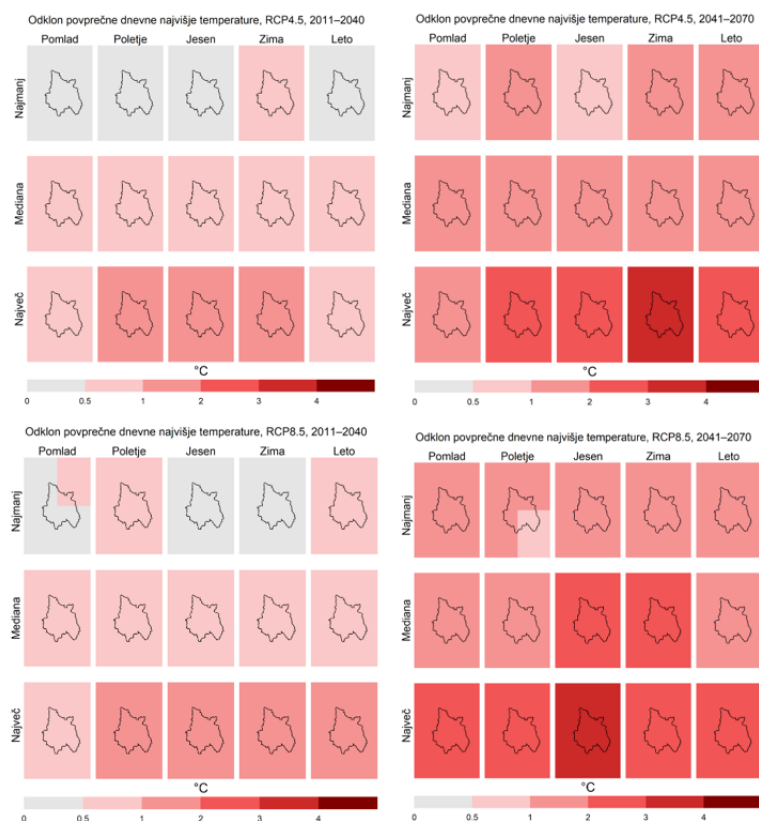 Odklon povprečne dnevne najvišje temperature, RCP4.5, 2011–2040
Pomlad Poletje Jesen Zima Leto
Najmanj
Mediana
Največ
°C
0 0.5 1 2 3 4
Odklon povprečne dnevne najvišje temperature, RCP4.5, 2041–2070
Pomlad Poletje Jesen Zima Leto
Najmanj
Mediana
Največ
°C
0 0.5 1 2 3 4
Odklon povprečne dnevne najvišje temperature, RCP8.5, 2011–2040
Pomlad Poletje Jesen Zima Leto
Najmanj
Mediana
Največ
°C
0 0.5 1 2 3 4
Odklon povprečne dnevne najvišje temperature, RCP8.5, 2041–2070
Pomlad Poletje Jesen Zima Leto
Najmanj
Mediana
Največ
°C
0 0.5 1 2 3 4